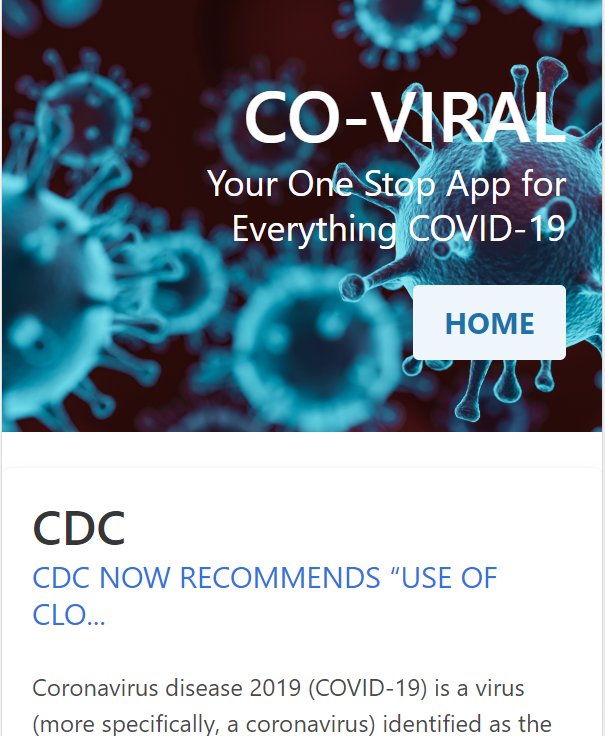 CO-VIRAL
Your One Stop App for
Everything COVID-19
HOME
CDC
CDC NOW RECOMMENDS “USE OF
CLO...
Coronavirus disease 2019 (COVID-19) is a virus
(more specifically, a coronavirus) identified as the